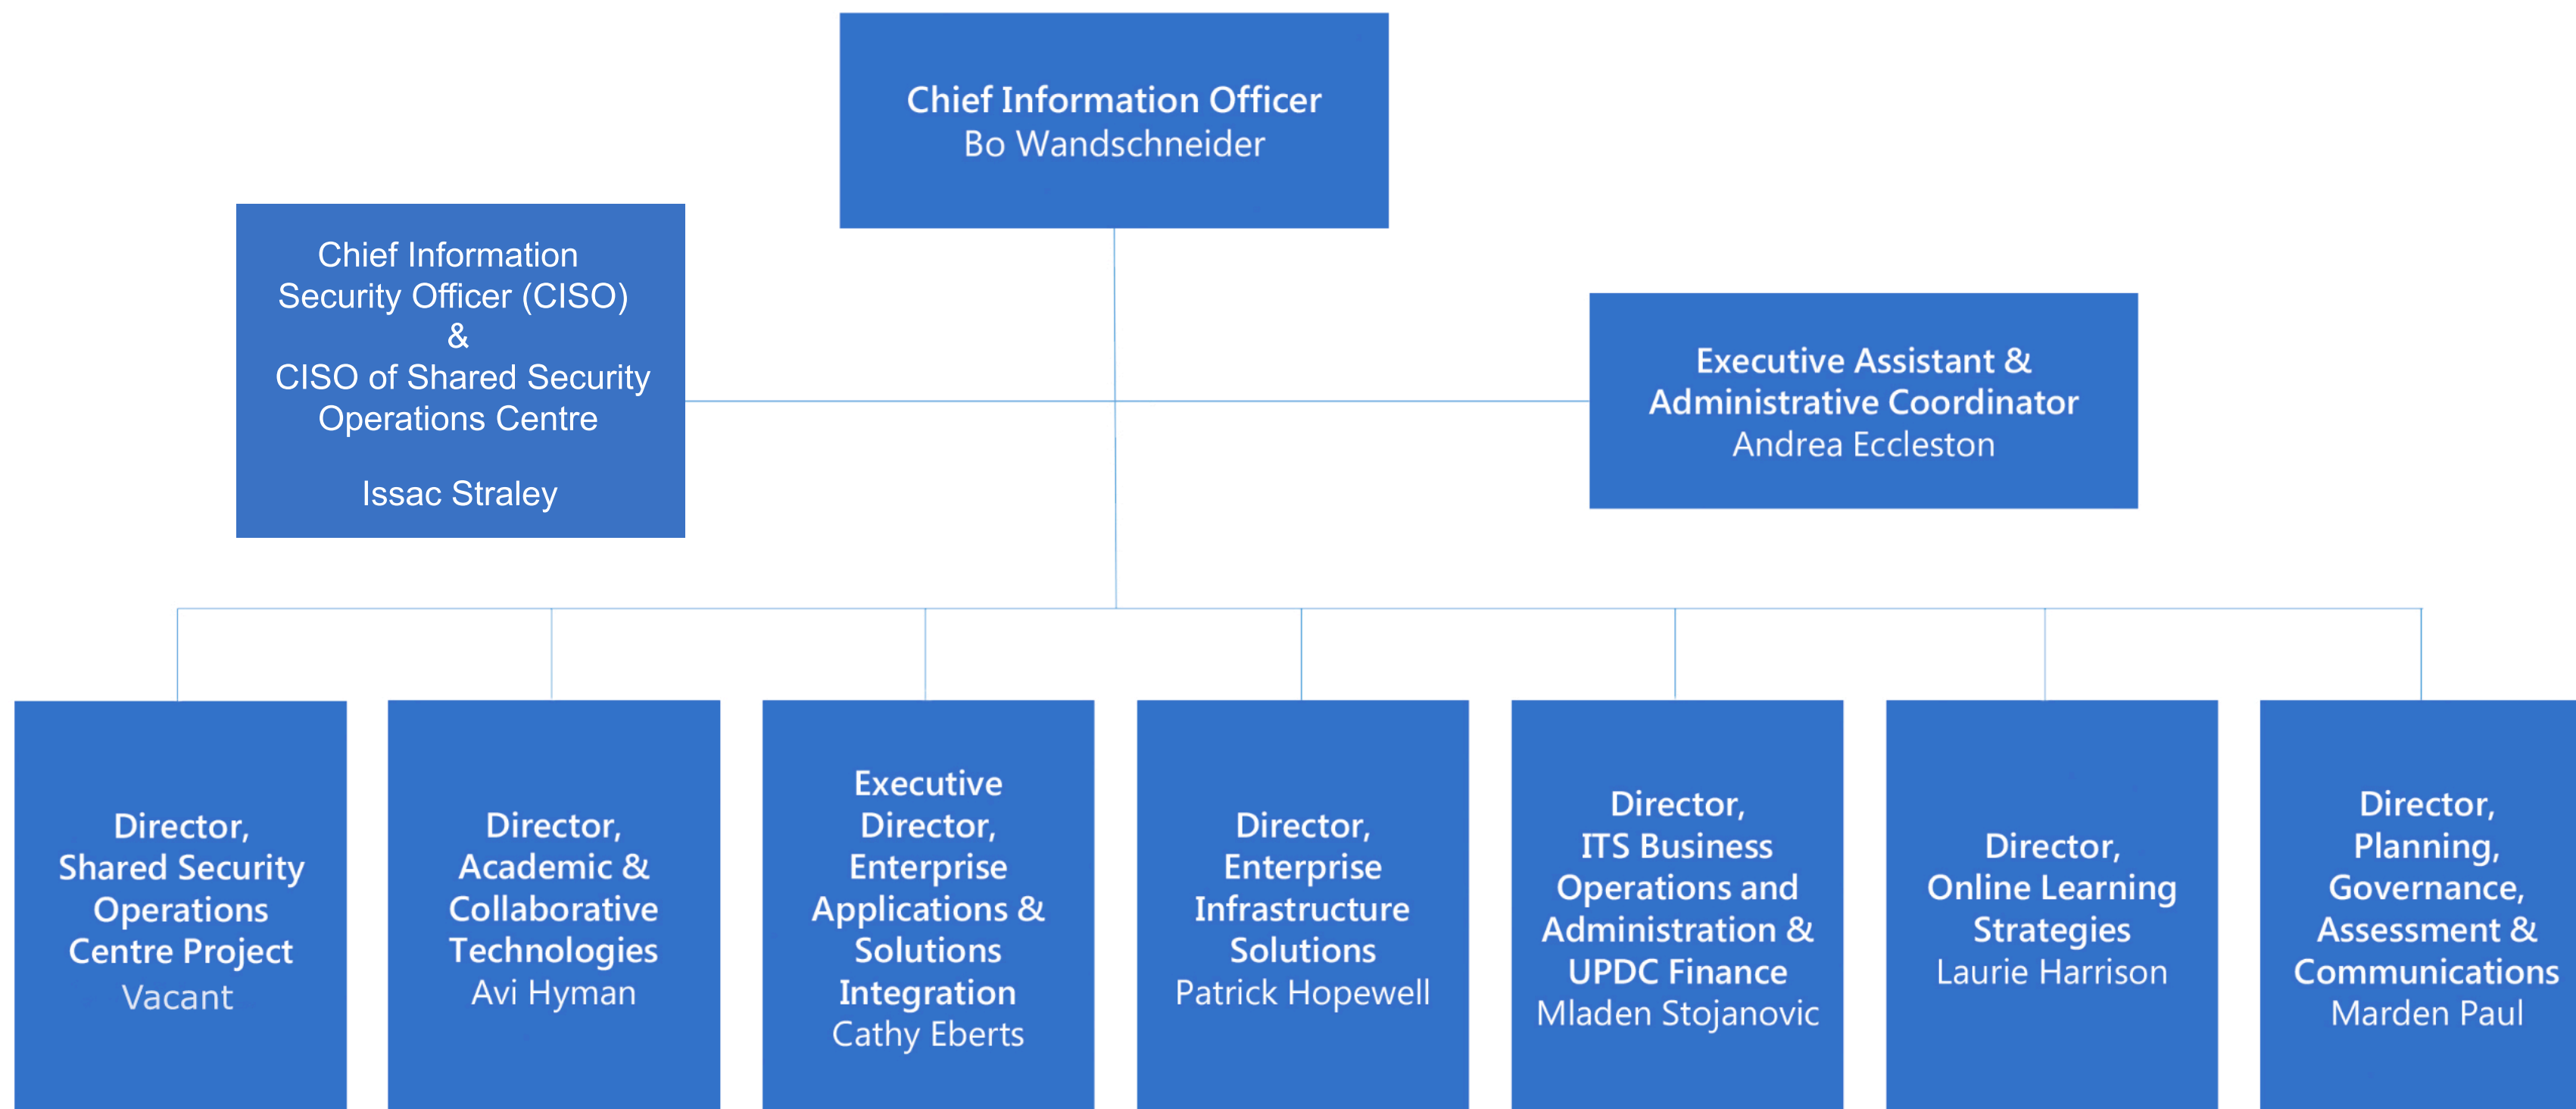 Chief Information Officer
Bo Wandschneider
Chief Information
Security Officer (CISO)
&
CISO of Shared Security
Operations Centre
Issac Straley
Executive Assistant &
Administrative Coordinator
Andrea Eccleston
Director,
Shared Security
Operations
Centre Project
Vacant
Director,
Academic &
Collaborative
Technologies
Avi Hyman
Executive
Director,
Enterprise
Applications &
Solutions
Integration
Cathy Eberts
Director,
Enterprise
Infrastructure
Solutions
Patrick Hopewell
Director,
ITS Business
Operations and
Administration &
UPDC Finance
Mladen Stojanovic
Director,
Online Learning
Strategies
Laurie Harrison
Director,
Planning,
Governance,
Assessment &
Communications
Marden Paul